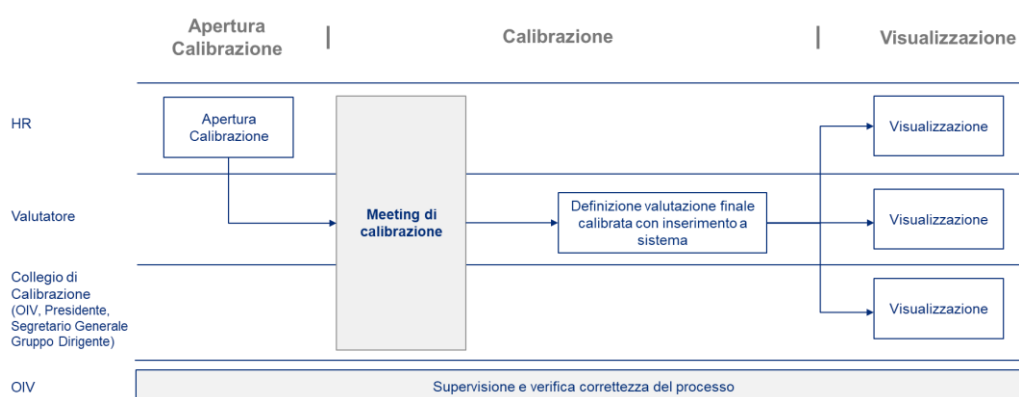 Apertura
Calibrazione
|
Calibrazione
|
Visualizzazione
HR
Apertura
Calibrazione
Visualizzazione
Valutatore
Meeting di
calibrazione
Definizione valutazione finale
calibrata con inserimento a
sistema
Visualizzazione
Collegio di
Calibrazione
(OIV, Presidente,
Segretario Generale
Gruppo Dirigente)
Visualizzazione
OIV
Supervisione e verifica correttezza del processo